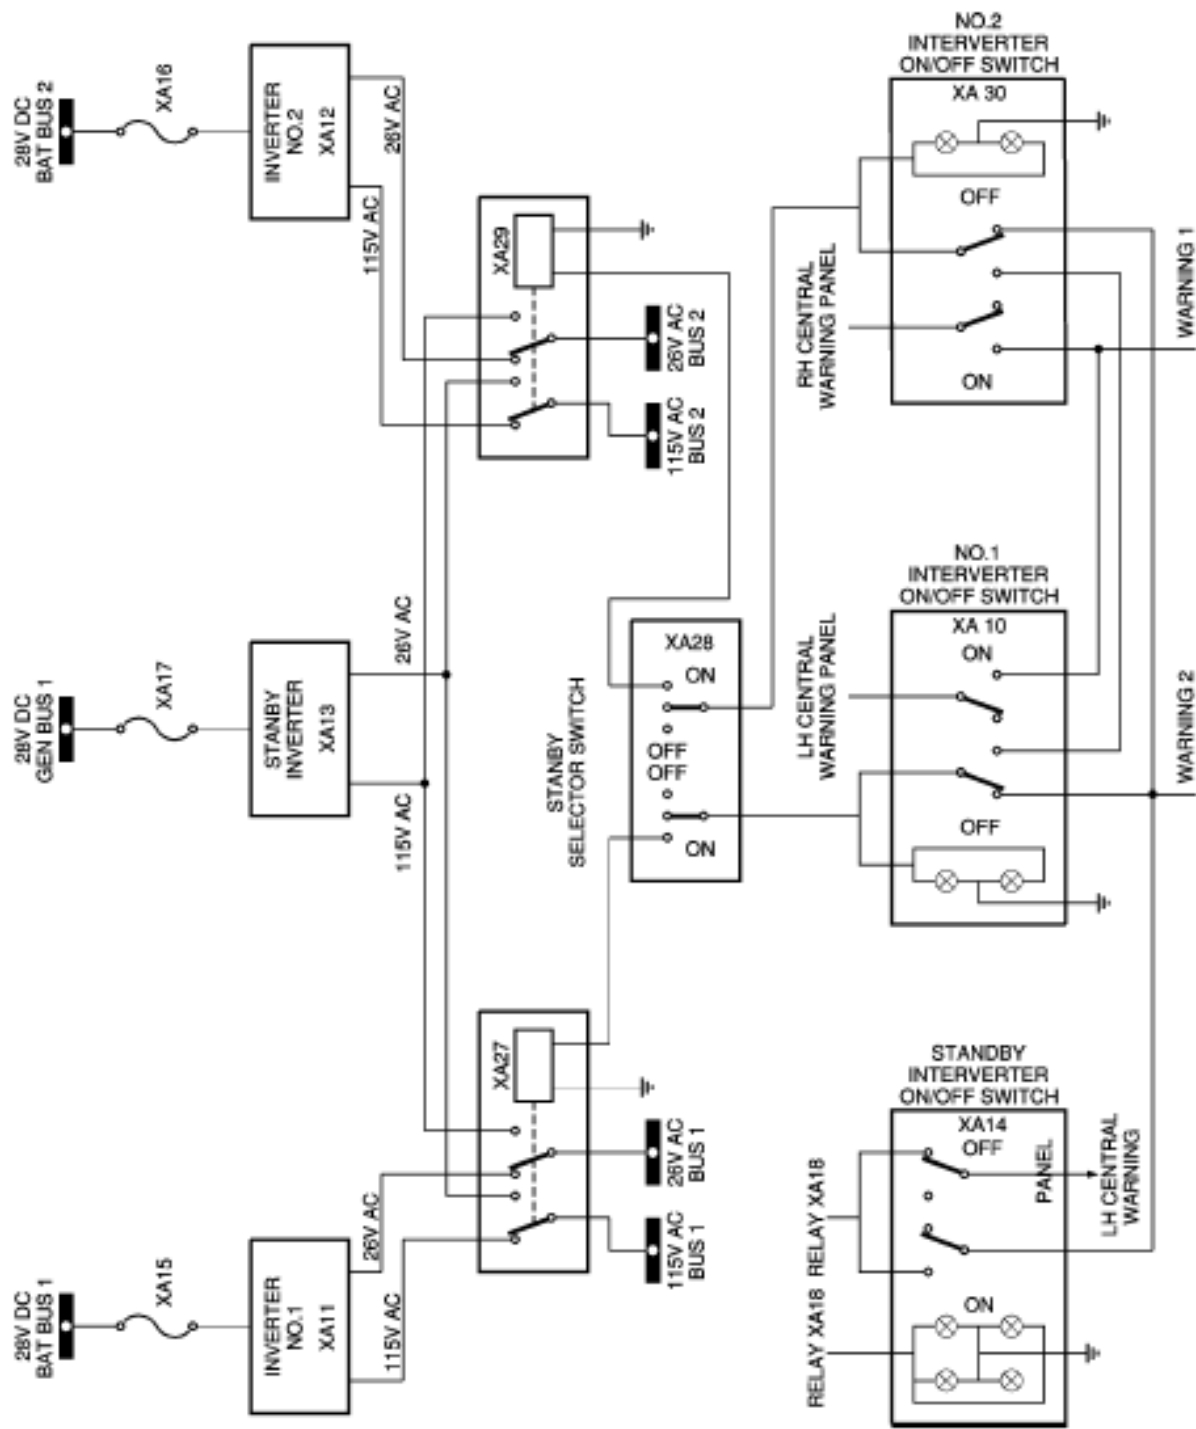 28V DC
BAT BUS 2
XA16
INVERTER
NO.2
XA12
26V AC
115V AC
XA29
26V AC
BUS 2
115V AC
BUS 2
NO.2
INTERVERTER
ON/OFF SWITCH
XA 30
OFF
ON
RH CENTRAL
WARNING PANEL
WARNING 1
28V DC
GEN BUS 1
XA17
STANBY
INVERTER
XA13
26V AC
115V AC
STANBY
SELECTOR SWITCH
XA28
ON
OFF
OFF
ON
NO.1
INTERVERTER
ON/OFF SWITCH
XA 10
ON
OFF
LH CENTRAL
WARNING PANEL
WARNING 2
28V DC
BAT BUS 1
XA15
INVERTER
NO.1
XA11
26V AC
115V AC
XA27
26V AC
BUS 1
115V AC
BUS 1
STANDBY
INTERVERTER
ON/OFF SWITCH
XA14
OFF
ON
RELAY XA18
RELAY XA18
PANEL
LH CENTRAL
WARNING